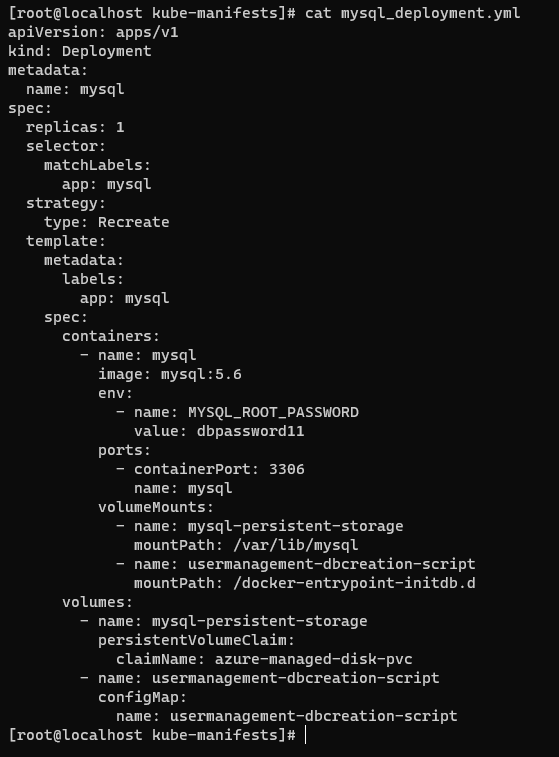 [root@localhost kube-manifests]# cat mysql_deployment.yml
apiVersion: apps/v1
kind: Deployment
metadata:
  name: mysql
spec:
  replicas: 1
  selector:
    matchLabels:
      app: mysql
  strategy:
    type: Recreate
  template:
    metadata:
      labels:
        app: mysql
    spec:
      containers:
        - name: mysql
          image: mysql:5.6
          env:
            - name: MYSQL_ROOT_PASSWORD
              value: dbpassword11
          ports:
            - containerPort: 3306
              name: mysql
          volumeMounts:
            - name: mysql-persistent-storage
              mountPath: /var/lib/mysql
            - name: usermanagement-dbcreation-script
              mountPath: /docker-entrypoint-initdb.d
      volumes:
        - name: mysql-persistent-storage
          persistentVolumeClaim:
            claimName: azure-managed-disk-pvc
        - name: usermanagement-dbcreation-script
          configMap:
            name: usermanagement-dbcreation-script
[root@localhost kube-manifests]#